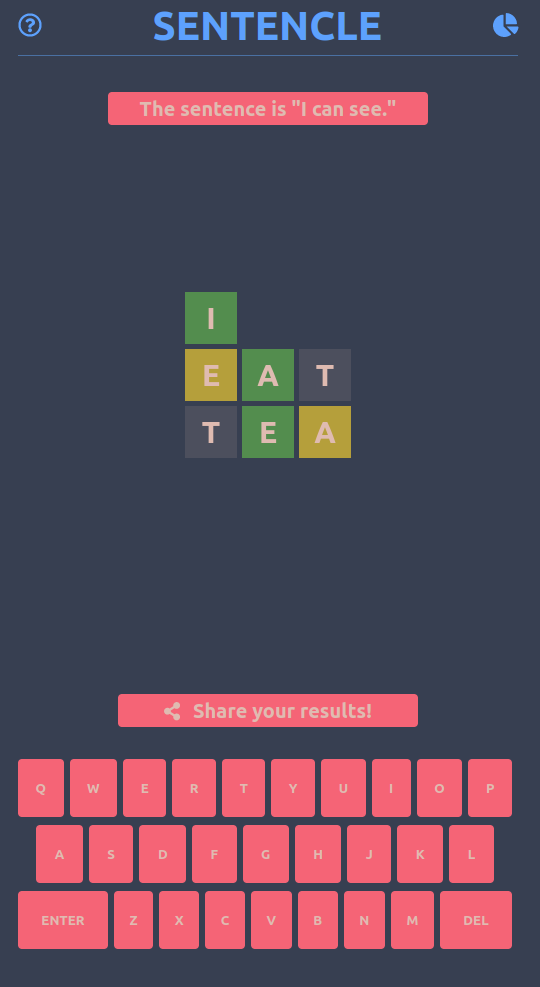 SENTENCLE
The sentence is "I can see."
I
E A T
T E A
Share your results!
Q W E R T Y U I O P
A S D F G H J K L
ENTER Z X C V B N M DEL